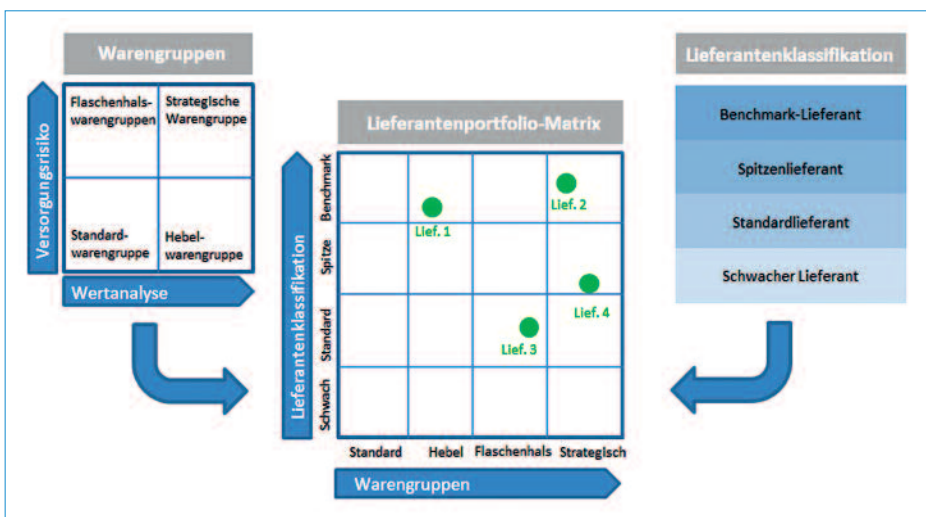 Warengruppen
Versorgungsrisiko
Flaschenhals-
warengruppen
Strategische
Warengruppe
Standard-
warengruppe
Hebel-
warengruppe
Wertanalyse
Lieferantenportfolio-Matrix
Lieferantenklassifikation
Benchmark
Spitze
Standard
Schwach
Lief. 1
Lief. 2
Lief. 4
Lief. 3
Standard
Hebel
Flaschenhals
Strategisch
Warengruppen
Lieferantenklassifikation
Benchmark-Lieferant
Spitzenlieferant
Standardlieferant
Schwacher Lieferant